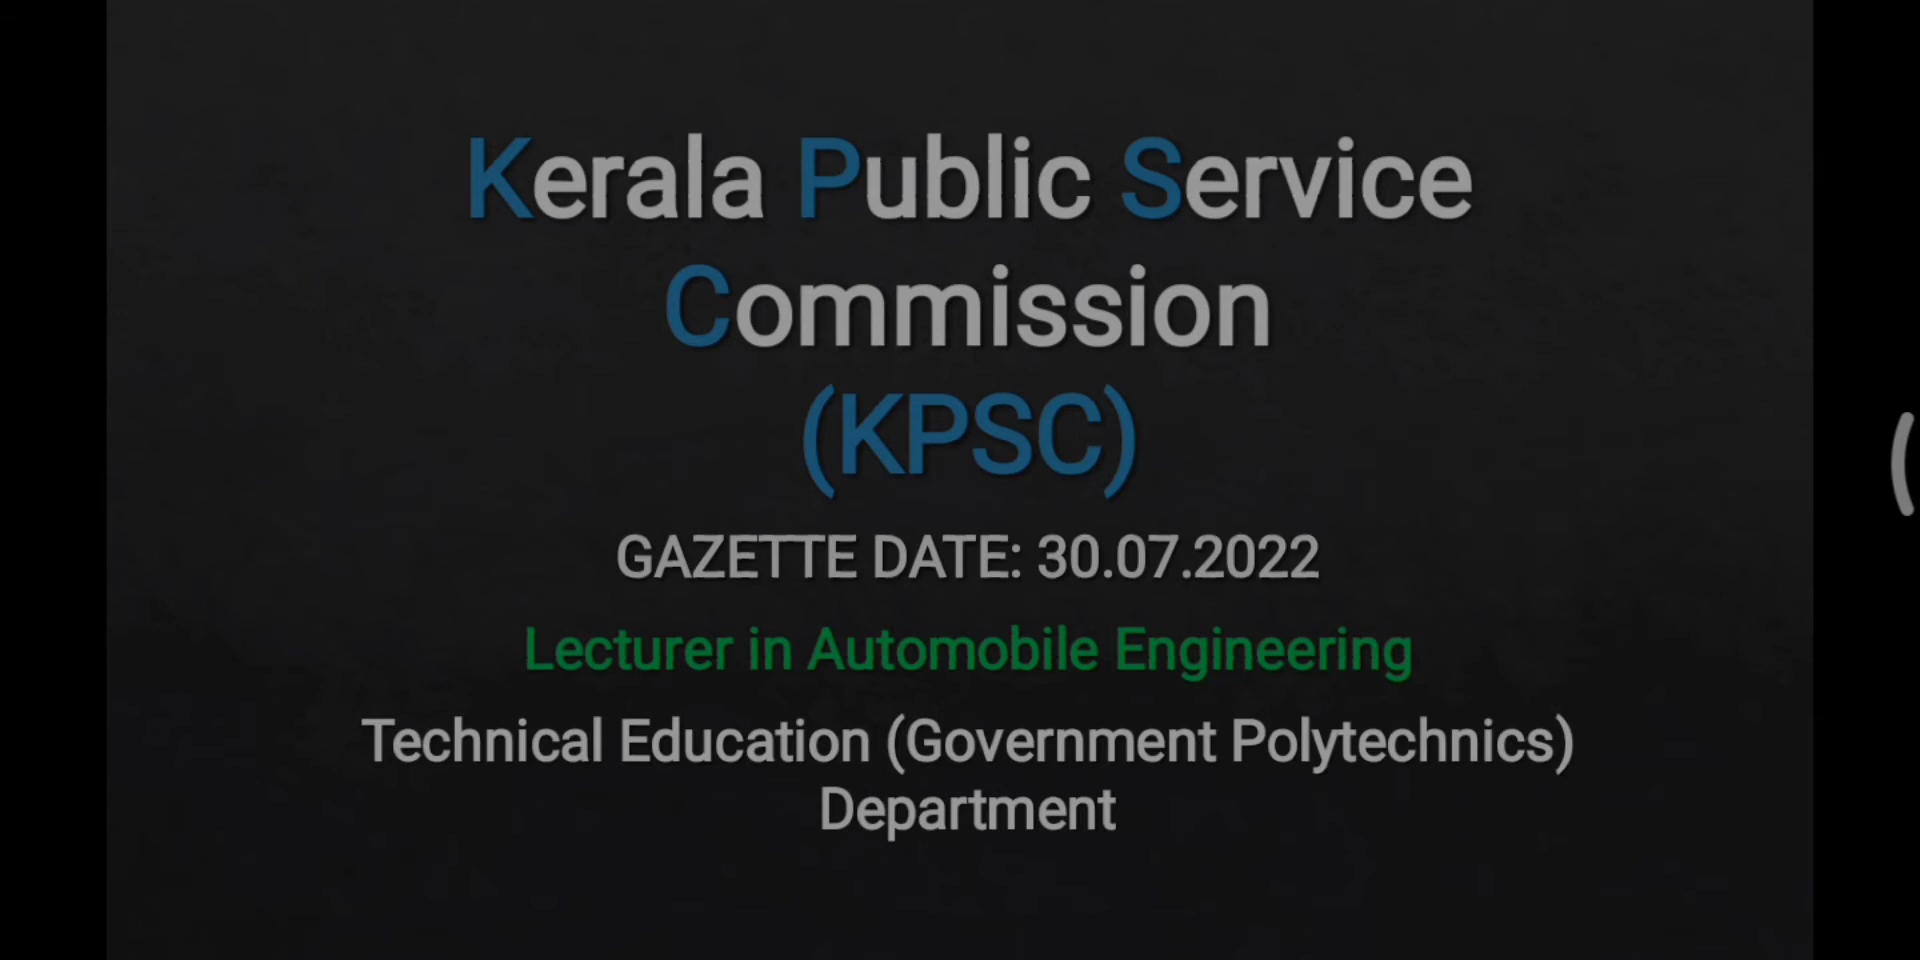 Kerala Public Service
Commission
(KPSC)
GAZETTE DATE: 30.07.2022
Lecturer in Automobile Engineering
Technical Education (Government Polytechnics)
Department